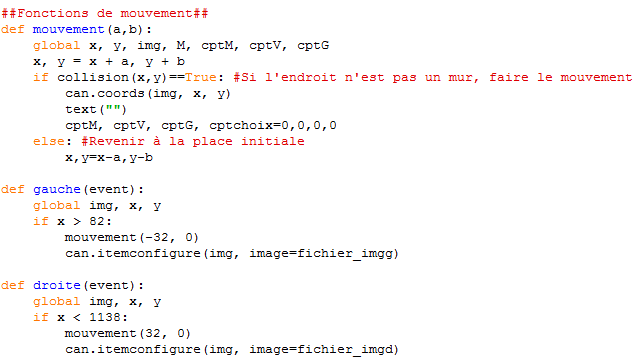 ##Fonctions de mouvement##
def mouvement(a,b):
    global x, y, img, M, cptM, cptV, cptG
    x, y = x + a, y + b
    if collision(x,y)==True: #Si l'endroit n'est pas un mur, faire le mouvement
        can.coords(img, x, y)
        text("")
        cptM, cptV, cptG, cptchoix=0,0,0,0
    else: #Revenir à la place initiale
        x,y=x-a,y-b
def gauche(event):
    global img, x, y
    if x > 82:
        mouvement(-32, 0)
        can.itemconfigure(img, image=fichier_imgg)
def droite(event):
    global img, x, y
    if x < 1138:
        mouvement(32, 0)
        can.itemconfigure(img, image=fichier_imgd)